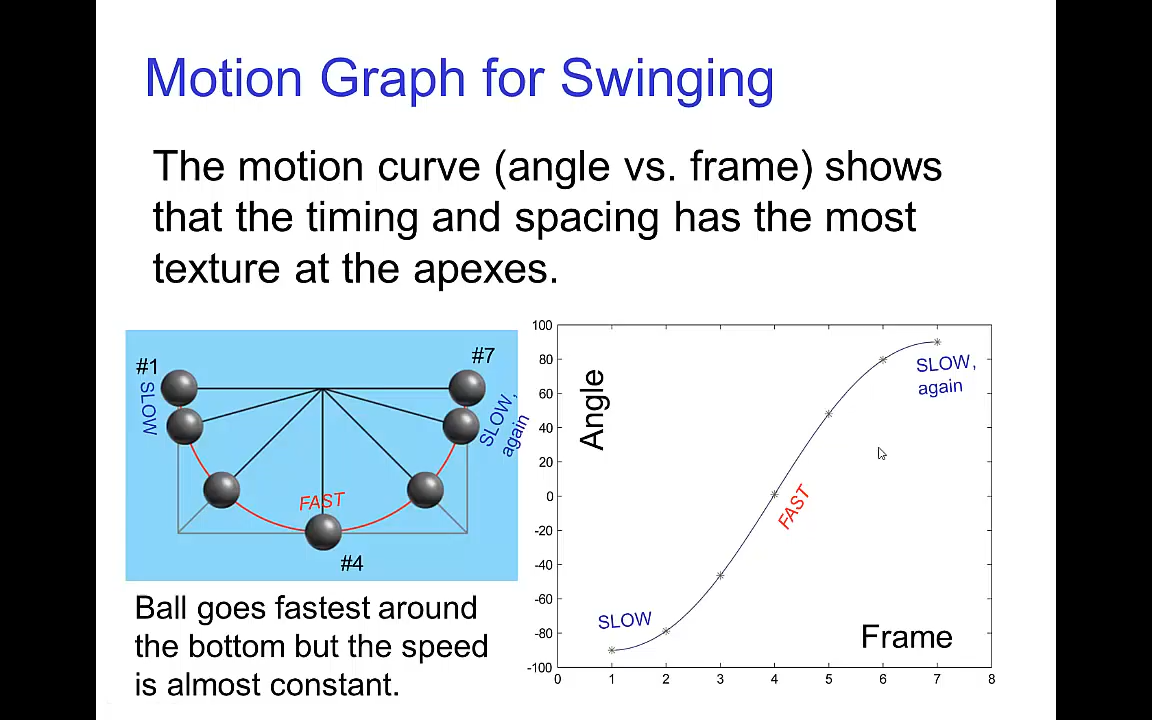 Motion Graph for Swinging
The motion curve (angle vs. frame) shows
that the timing and spacing has the most
texture at the apexes.
#1
#7
SLOW
SLOW,
again
FAST
#4
Ball goes fastest around
the bottom but the speed
is almost constant.
100
80
60
40
20
0
-20
-40
-60
-80
-100
Angle
SLOW,
again
FAST
SLOW
Frame
0 1 2 3 4 5 6 7 8